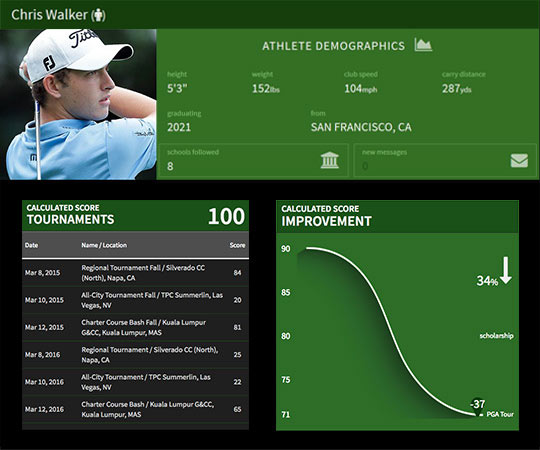 Chris Walker
Titleist
FJ
ATHLETE DEMOGRAPHICS
height weight club speed carry distance
5'3" 152lbs 104mph 287yds
graduating from
2021 SAN FRANCISCO, CA
schools followed new messages
8 0
CALCULATED SCORE
TOURNAMENTS 100
Date Name / Location Score
Mar 8, 2015 Regional Tournament Fall / Silverado CC 84
(North), Napa, CA
Mar 10, 2015 All-City Tournament Fall / TPC Summerlin, Las 20
Vegas, NV
Mar 12, 2015 Charter Course Bash Fall / Kuala Lumpur 81
G&CC, Kuala Lumpur, MAS
Mar 8, 2016 Regional Tournament / Silverado CC (North), 25
Napa, CA
Mar 10, 2016 All-City Tournament / TPC Summerlin, Las 22
Vegas, NV
Mar 12, 2016 Charter Course Bash / Kuala Lumpur G&CC, 65
Kuala Lumpur, MAS
CALCULATED SCORE
IMPROVEMENT
90
34%
85
80 scholarship
75
-37
71 PGA Tour